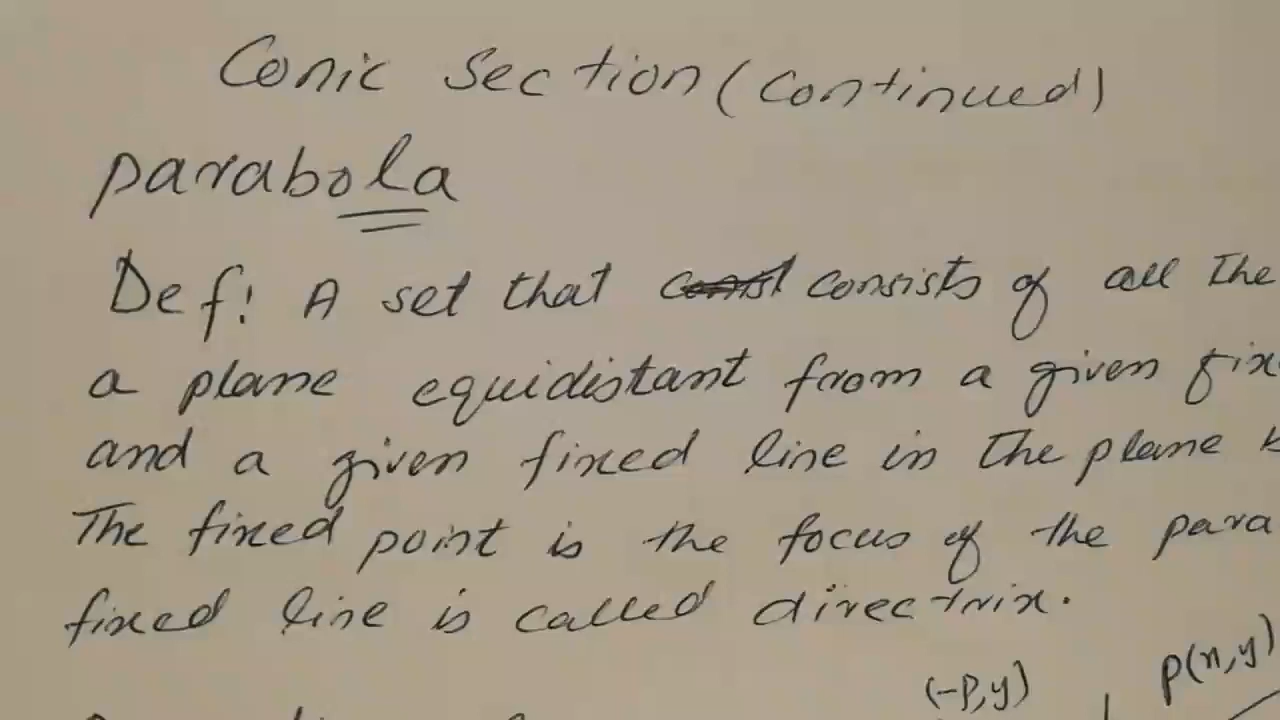 Conic Section (Continued)
parabola
Def: A set that consists of all the
a plane equidistant from a given fix
and a given fixed line in the plane
The fixed point is the focus of the para
fixed line is called directrix.
(-p,y)
P(x,y)